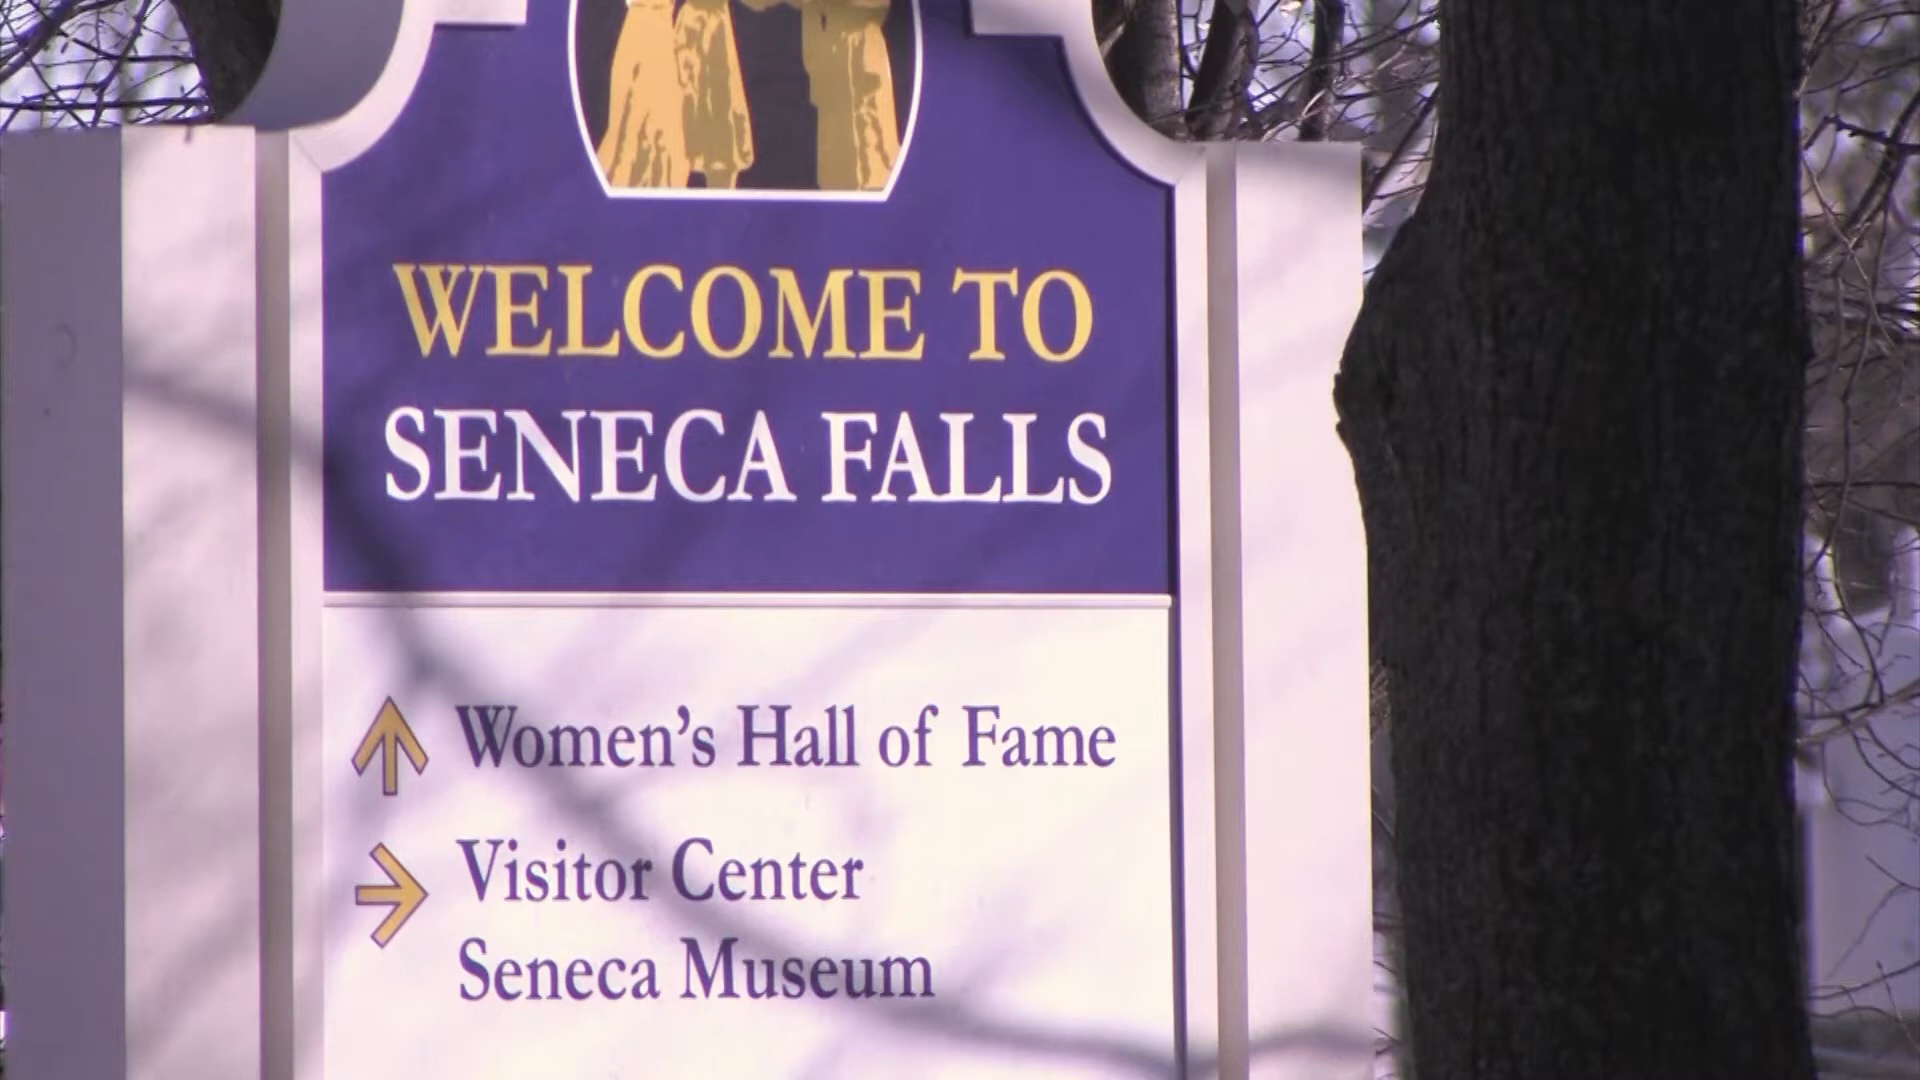 WELCOME TO
SENECA FALLS
Women's Hall of Fame
Visitor Center
Seneca Museum